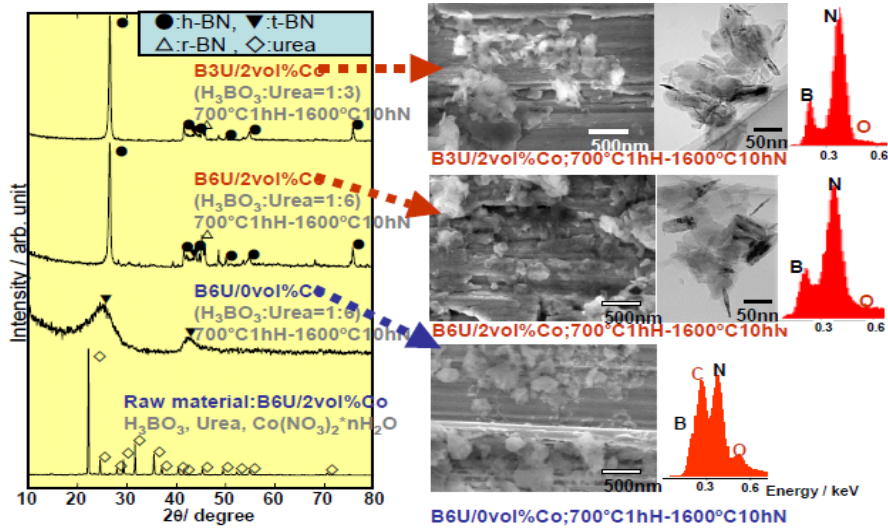 ●:h-BN, ▼:t-BN
△:r-BN , ◇:urea
B3U/2vol%Co
(H₃BO₃:Urea=1:3)
700°C1hH-1600°C10hN
B6U/2vol%Co
(H₃BO₃:Urea=1:6)
700°C1hH-1600°C10hN
B6U/0vol%Co
(H₃BO₃:Urea=1:6)
700°C1hH-1600°C10hN
Raw material:B6U/2vol%Co
H₃BO₃, Urea, Co(NO₃)₂*nH₂O
Intensity / arb. unit
10 20 30 40 50 60 70 80
2θ/ degree
500nm
50nm
N
B
O
0.3 0.6
B3U/2vol%Co;700°C1hH-1600°C10hN
500nm
50nm
N
B
O
0.3 0.6
B6U/2vol%Co;700°C1hH-1600°C10hN
500nm
C N
B
O
0.3 0.6
Energy / keV
B6U/0vol%Co;700°C1hH-1600°C10hN